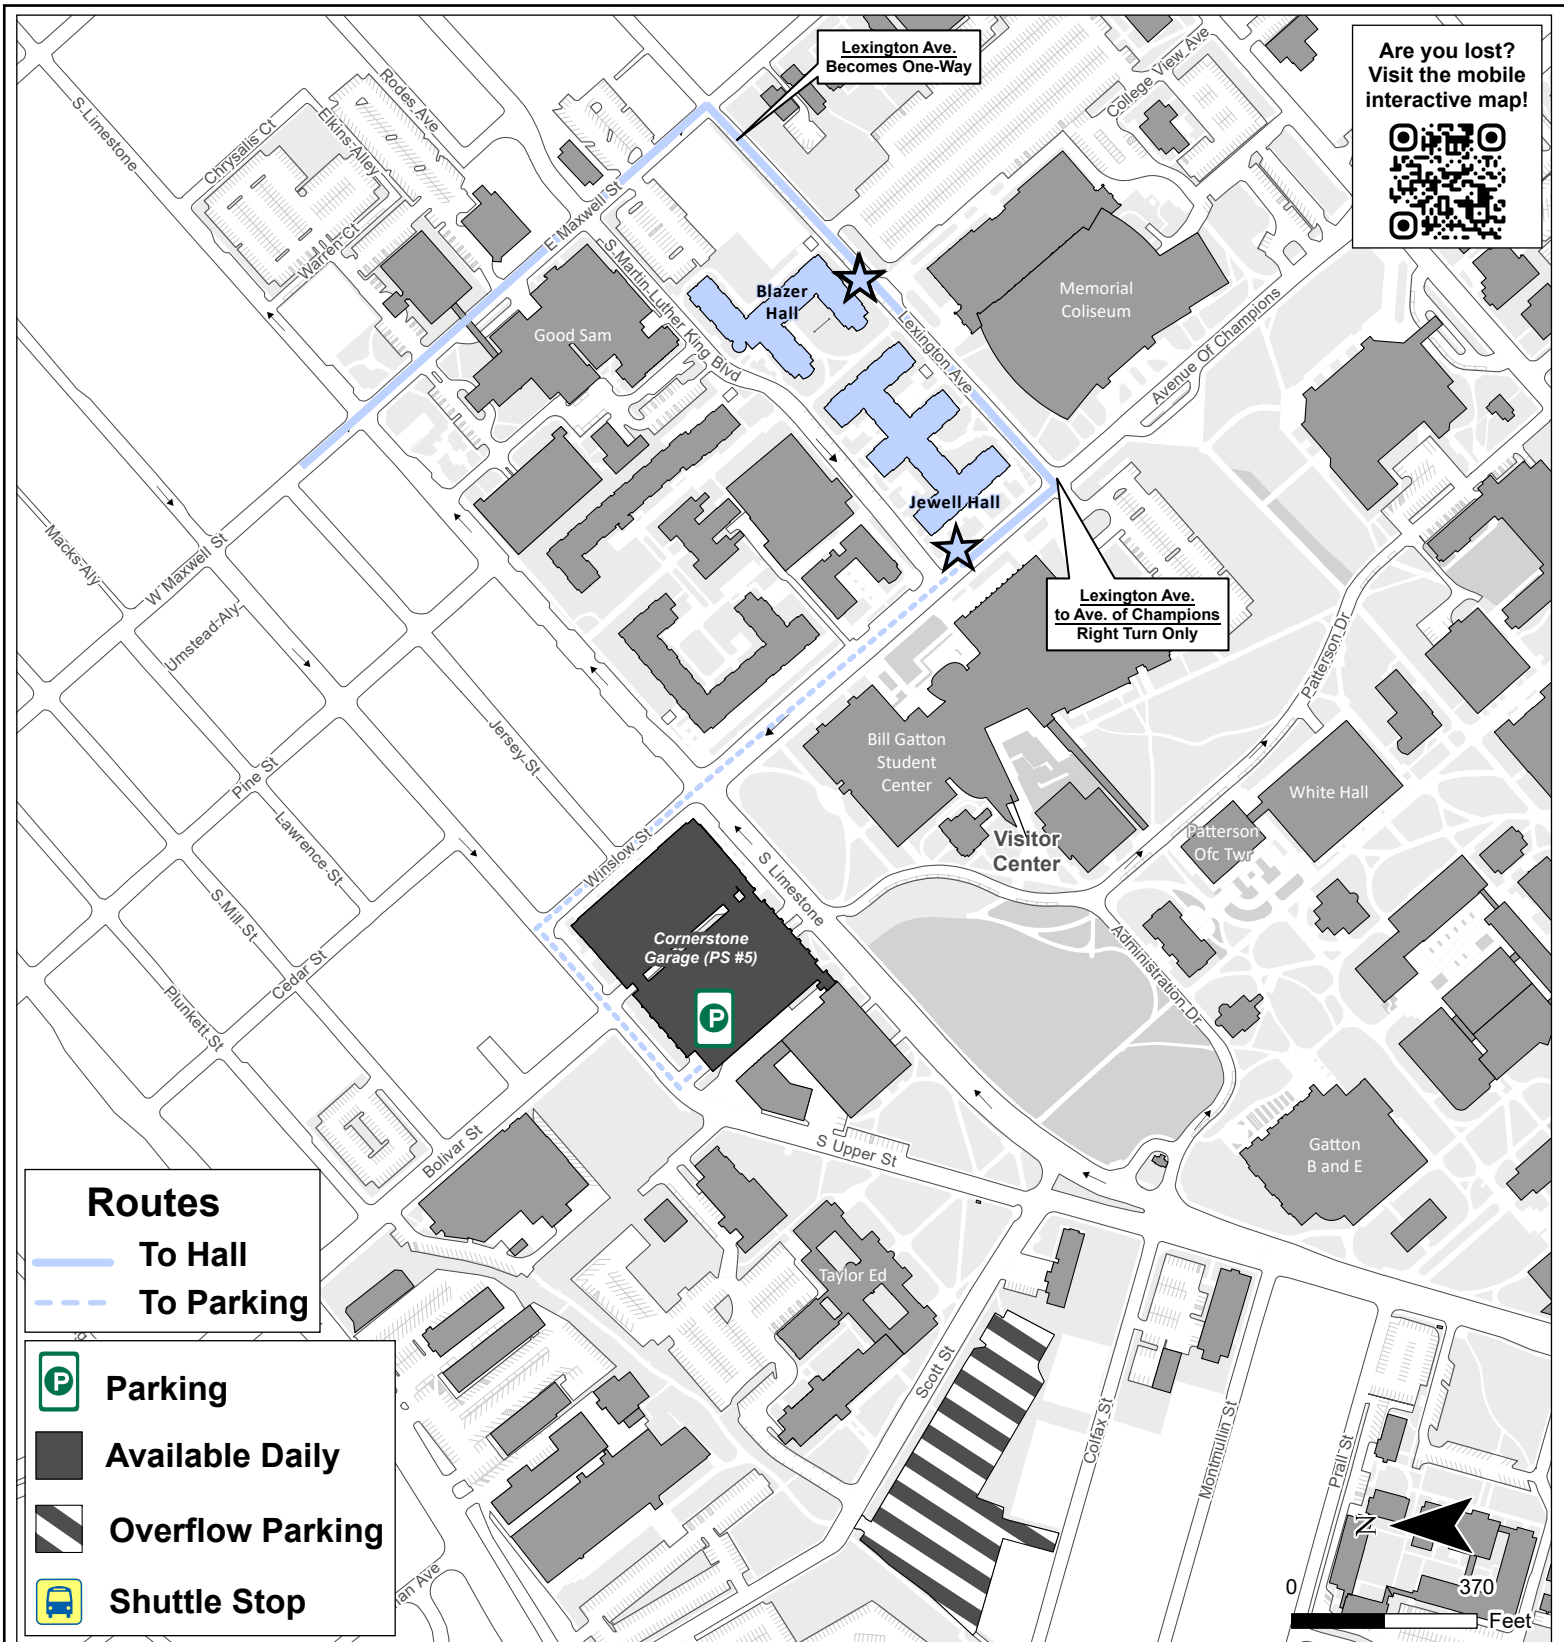 Lexington Ave.
Becomes One-Way
Are you lost?
Visit the mobile
interactive map!
S Limestone
Chrysalis Ct
Elkins Alley
Rodes Ave
Warren Ct
E Maxwell St
College View Ave
S Martin Luther King Blvd
Good Sam
Blazer
Hall
Lexington Ave
Memorial
Coliseum
Avenue Of Champions
Jewell Hall
Lexington Ave.
to Ave. of Champions
Right Turn Only
Macks Aly
W Maxwell St
Umstead Aly
Jersey St
Pine St
Lawrence St
S Mill St
Cedar St
Plunkett St
Winslow St
Bill Gatton
Student
Center
Patterson Dr
White Hall
Patterson
Ofc Twr
Visitor
Center
S Limestone
Cornerstone
Garage (PS #5)
P
Administration Dr
Bolivar St
S Upper St
Gatton
B and E
Taylor Ed
Scott St
Colfax St
Montmullin St
Prall St
Routes
To Hall
To Parking
P
Parking
Available Daily
Overflow Parking
Shuttle Stop
N
0 370
Feet